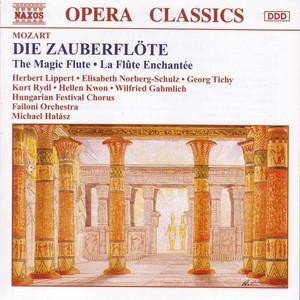 NAXOS
OPERA CLASSICS
DDD
MOZART
DIE ZAUBERFLÖTE
The Magic Flute • La Flûte Enchantée
Herbert Lippert • Elisabeth Norberg-Schulz • Georg Tichy
Kurt Rydl • Hellen Kwon • Wilfried Gahmlich
Hungarian Festival Chorus
Failoni Orchestra
Michael Halász